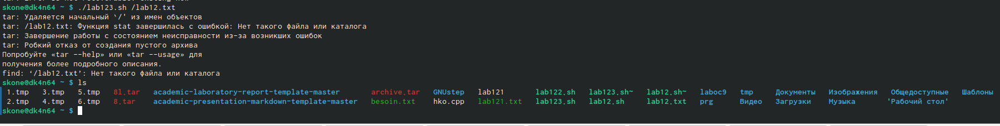 skone@dk4n64 ~ $ ./lab123.sh /lab12.txt
tar: Удаляется начальный `/' из имен объектов
tar: /lab12.txt: Функция stat завершилась с ошибкой: Нет такого файла или каталога
tar: Завершение работы с состоянием неисправности из-за возникших ошибок
tar: Робкий отказ от создания пустого архива
Попробуйте «tar --help» или «tar --usage» для
получения более подробного описания.
find: ‘/lab12.txt’: Нет такого файла или каталога
skone@dk4n64 ~ $ ls
1.tmp 3.tmp 5.tmp 8l.tar academic-laboratory-report-template-master archive.tar GNUstep lab121 lab122.sh lab123.sh~ lab12.sh~ laboc9 tmp Документы Изображения Общедоступные Шаблоны
2.tmp 4.tmp 6.tmp 8.tar academic-presentation-markdown-template-master besoin.txt hko.cpp lab121.txt lab123.sh lab12.sh lab12.txt prg Видео Загрузки Музыка 'Рабочий стол'
skone@dk4n64 ~ $